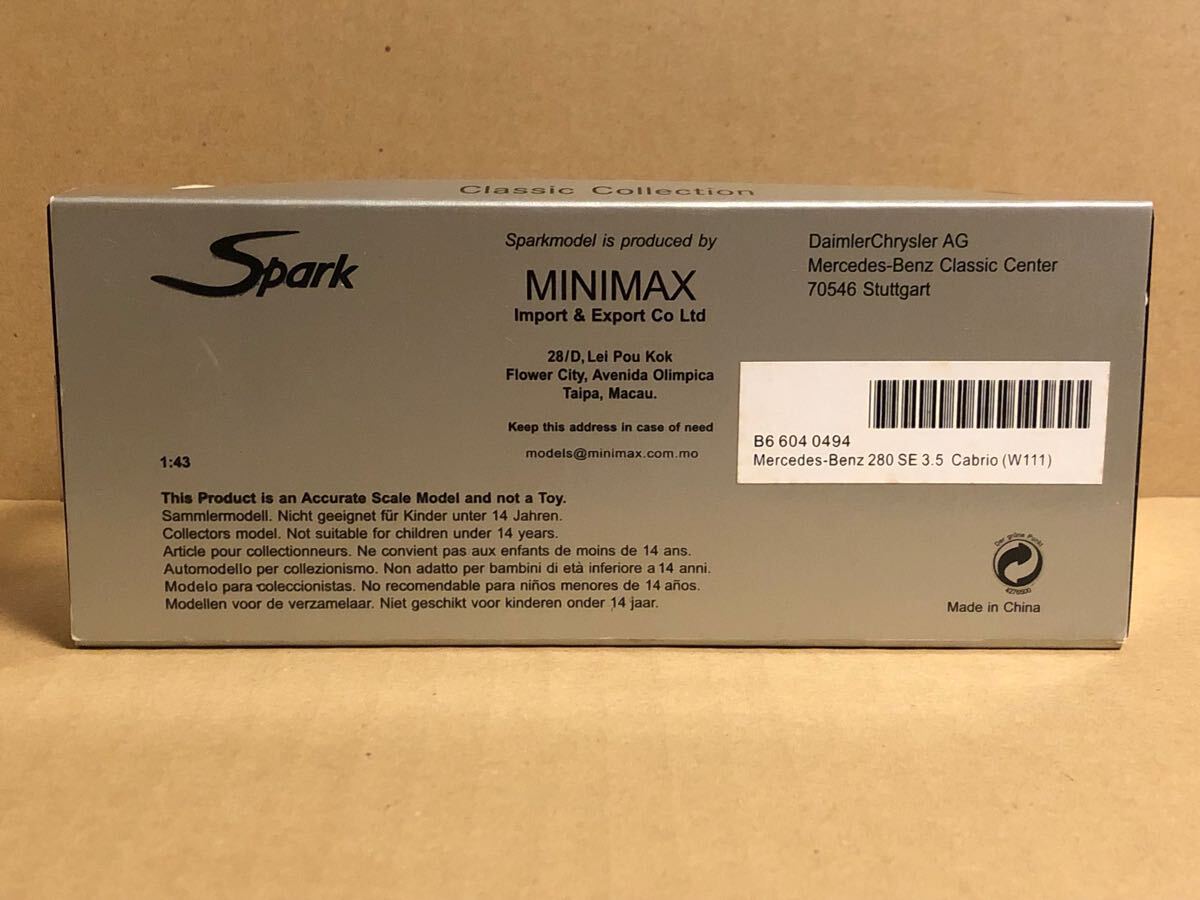 Classic Collection
Spark
Sparkmodel is produced by
MINIMAX
Import & Export Co Ltd
28/D, Lei Pou Kok
Flower City, Avenida Olimpica
Taipa, Macau.
Keep this address in case of need
models@minimax.com.mo
DaimlerChrysler AG
Mercedes-Benz Classic Center
70546 Stuttgart
B6 604 0494
Mercedes-Benz 280 SE 3.5 Cabrio (W111)
1:43
This Product is an Accurate Scale Model and not a Toy.
Sammlermodell. Nicht geeignet für Kinder unter 14 Jahren.
Collectors model. Not suitable for children under 14 years.
Article pour collectionneurs. Ne convient pas aux enfants de moins de 14 ans.
Automodello per collezionismo. Non adatto per bambini di età inferiore a 14 anni.
Modelo para coleccionistas. No recomendable para niños menores de 14 años.
Modellen voor de verzamelaar. Niet geschikt voor kinderen onder 14 jaar.
Der grüne Punkt
Made in China